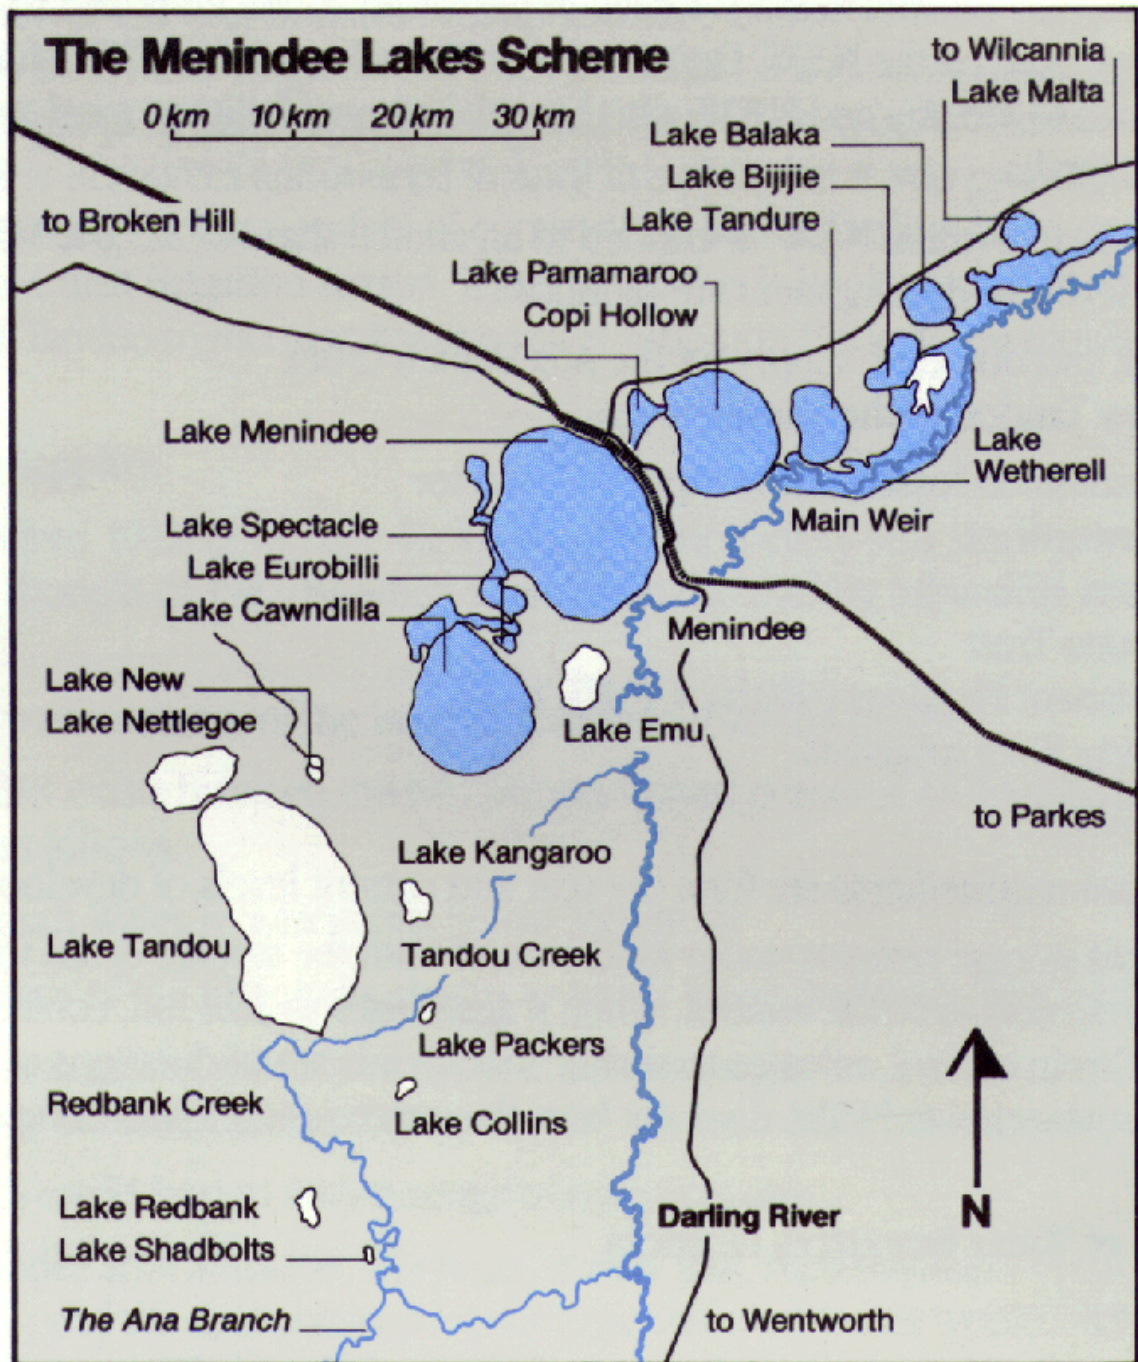 The Menindee Lakes Scheme
0 km 10 km 20 km 30 km
to Wilcannia
Lake Malta
Lake Balaka
Lake Bijijie
Lake Tandure
to Broken Hill
Lake Pamamaroo
Copi Hollow
Lake Menindee
Lake
Wetherell
Main Weir
Lake Spectacle
Lake Eurobilli
Lake Cawndilla
Menindee
Lake New
Lake Nettlegoe
Lake Emu
to Parkes
Lake Kangaroo
Lake Tandou
Tandou Creek
Lake Packers
Redbank Creek
Lake Collins
Lake Redbank
Darling River
N
Lake Shadbolts
The Ana Branch
to Wentworth